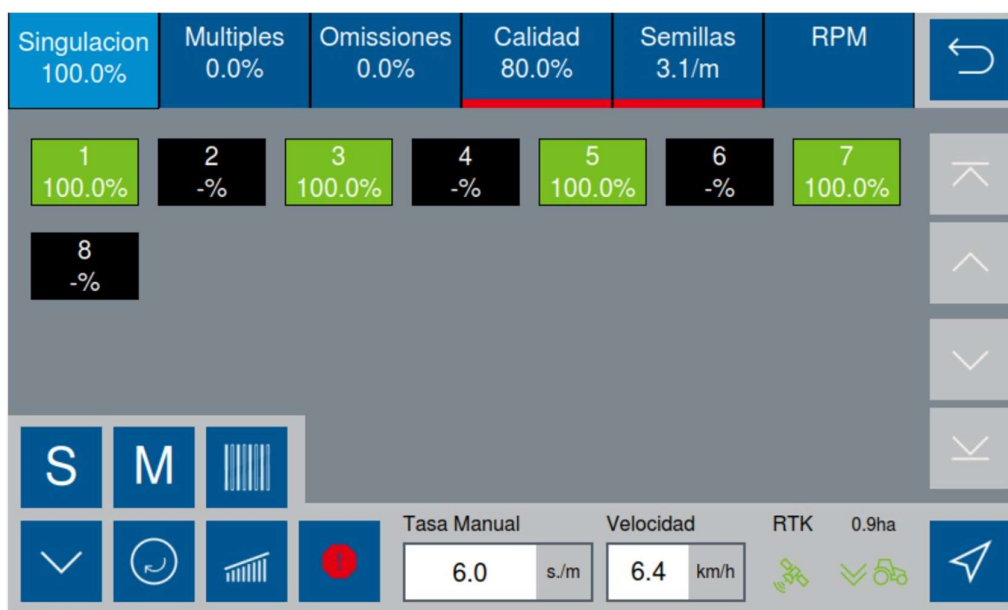 Singulacion
100.0%
Multiples
0.0%
Omissiones
0.0%
Calidad
80.0%
Semillas
3.1/m
RPM
1
100.0%
2
-%
3
100.0%
4
-%
5
100.0%
6
-%
7
100.0%
8
-%
S
M
Tasa Manual
6.0 s./m
Velocidad
6.4 km/h
RTK
0.9ha